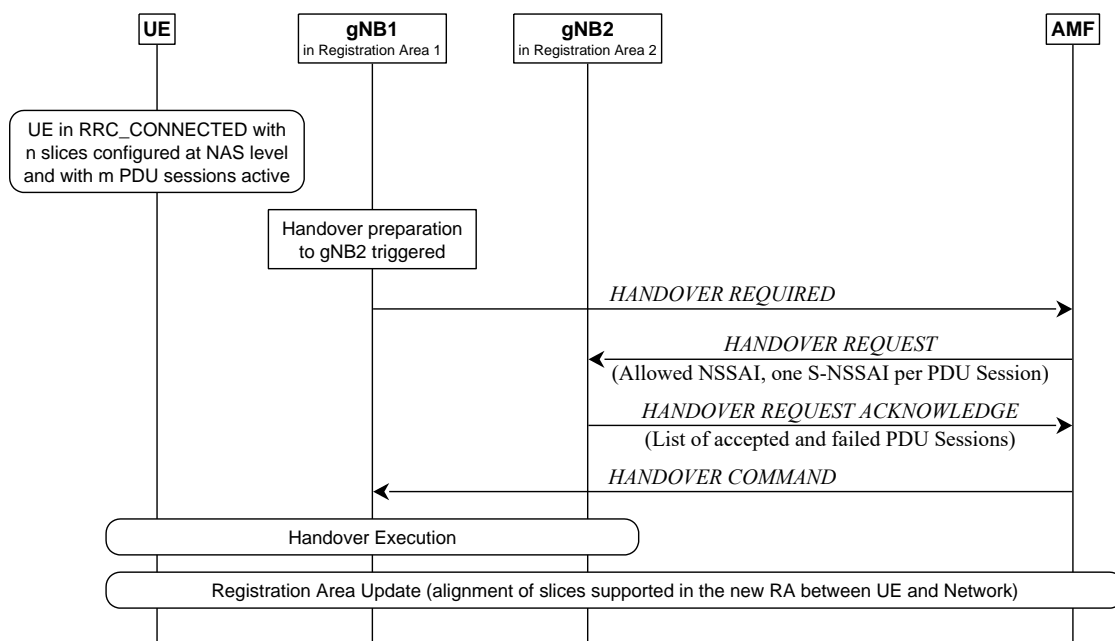 UE
gNB1
in Registration Area 1
gNB2
in Registration Area 2
AMF
UE in RRC_CONNECTED with
n slices configured at NAS level
and with m PDU sessions active
Handover preparation
to gNB2 triggered
HANDOVER REQUIRED
HANDOVER REQUEST
(Allowed NSSAI, one S-NSSAI per PDU Session)
HANDOVER REQUEST ACKNOWLEDGE
(List of accepted and failed PDU Sessions)
HANDOVER COMMAND
Handover Execution
Registration Area Update (alignment of slices supported in the new RA between UE and Network)